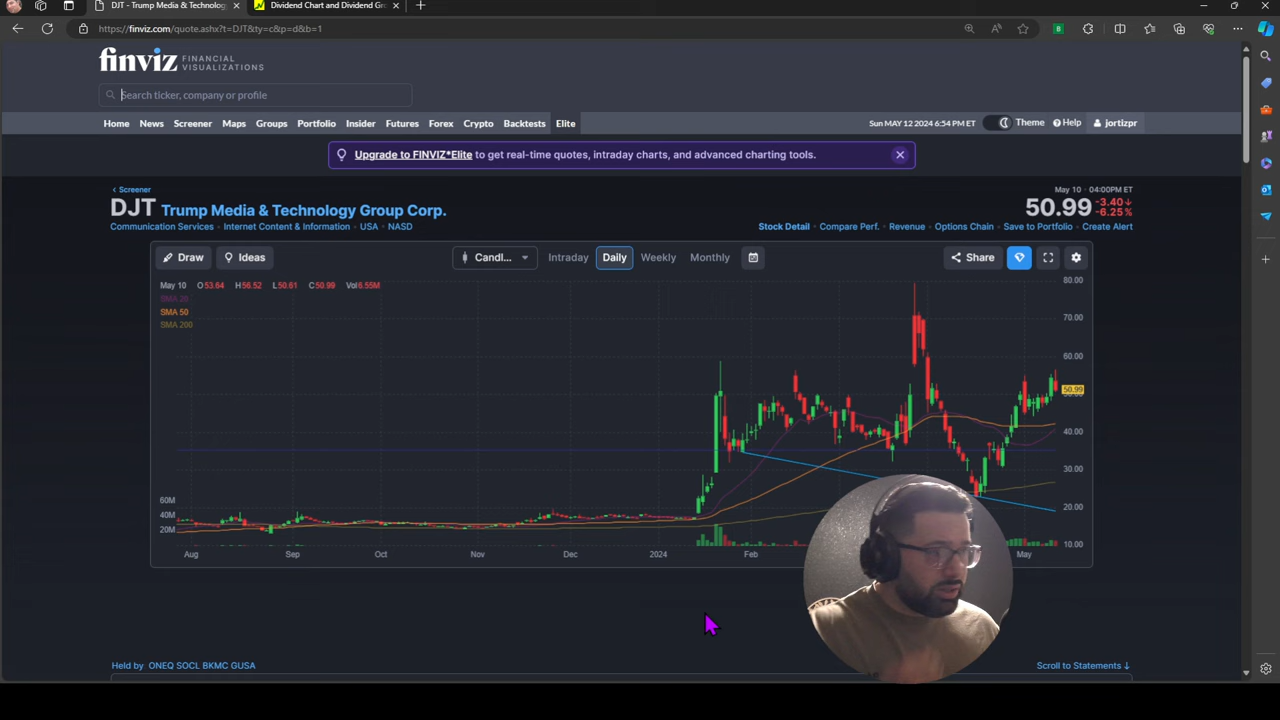 DJT - Trump Media & Technolog
Dividend Chart and Dividend Gr
https://finviz.com/quote.ashx?t=DJT&ty=c&p=d&b=1
finviz FINANCIAL VISUALIZATIONS
Search ticker, company or profile
Home News Screener Maps Groups Portfolio Insider Futures Forex Crypto Backtests Elite
Sun MAY 12 2024 6:54 PM ET Theme Help jortizpr
Upgrade to FINVIZ*Elite to get real-time quotes, intraday charts, and advanced charting tools.
‹ Screener
May 10 · 04:00PM ET
DJT Trump Media & Technology Group Corp.
50.99 -3.40↓ -6.25%
Communication Services · Internet Content & Information · USA · NASD
Stock Detail · Compare Perf. · Revenue · Options Chain · Save to Portfolio · Create Alert
Draw Ideas Candl... Intraday Daily Weekly Monthly Share
May 10 O53.64 H56.52 L50.61 C50.99 Vol6.55M
SMA 20
SMA 50
SMA 200
80.00
70.00
60.00
50.99
40.00
30.00
20.00
10.00
60M
40M
20M
Aug Sep Oct Nov Dec 2024 Feb May
Held by ONEQ SOCL BKMC GUSA
Scroll to Statements ↓